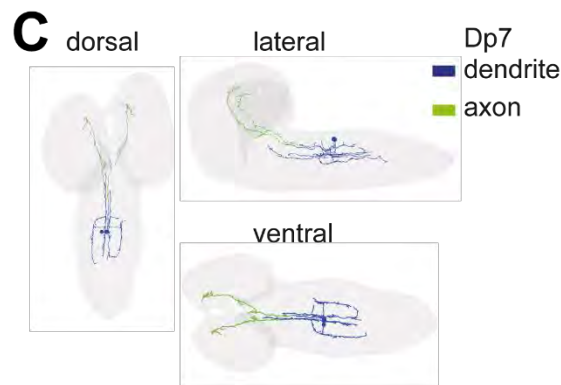 C
dorsal
lateral
Dp7
dendrite
axon
ventral